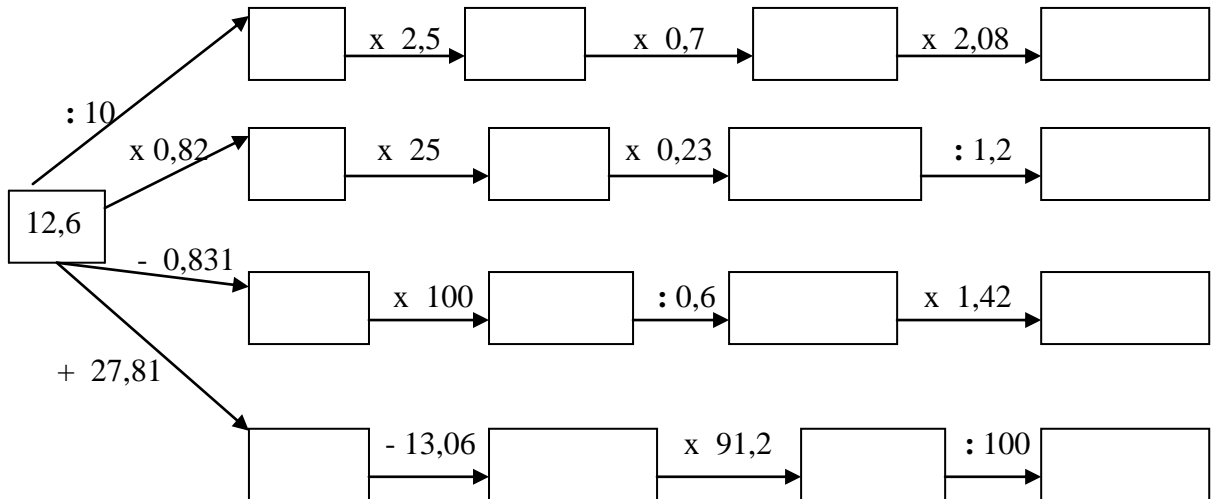 x 2,5 x 0,7 x 2,08
: 10
x 0,82 x 25 x 0,23 : 1,2
12,6
- 0,831
x 100 : 0,6 x 1,42
+ 27,81
- 13,06 x 91,2 : 100